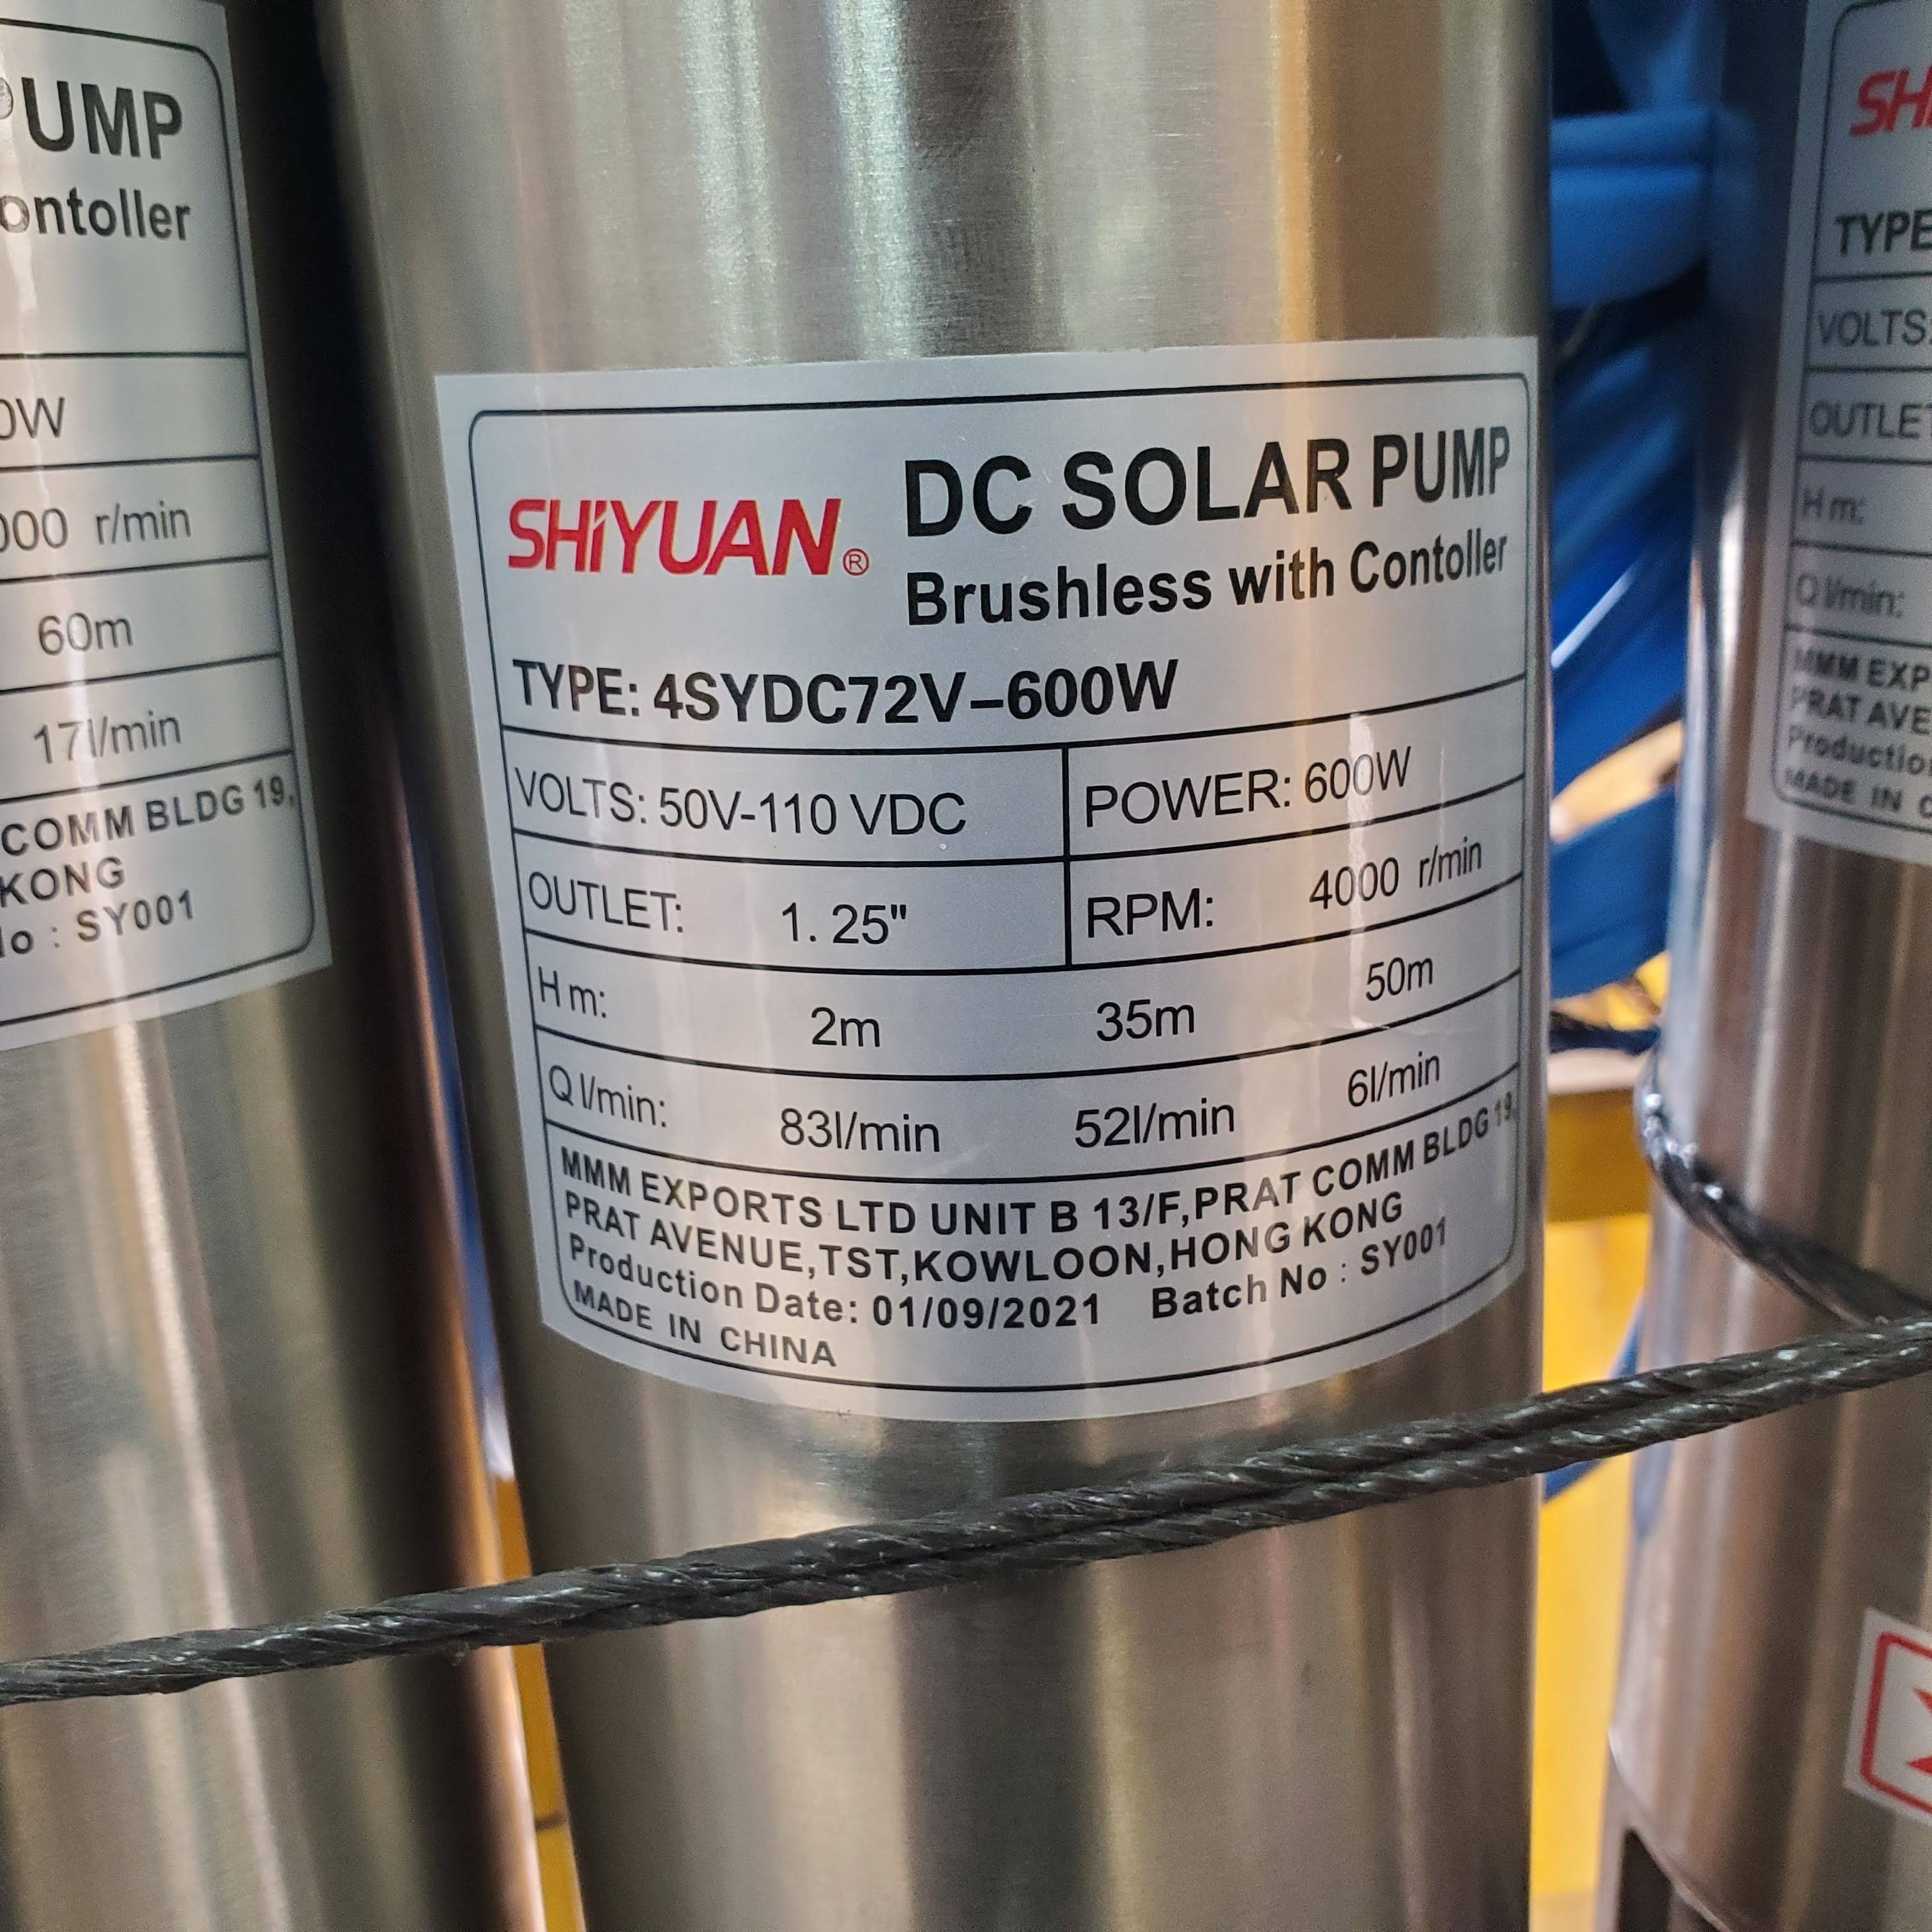 UMP
ontoller
0W
000 r/min
60m
17l/min
COMM BLDG 19,
KONG
o : SY001
SHiYUAN®
DC SOLAR PUMP
Brushless with Contoller
TYPE: 4SYDC72V–600W
VOLTS: 50V-110 VDC POWER: 600W
OUTLET: 1. 25" RPM: 4000 r/min
H m: 2m 35m 50m
Q l/min: 83l/min 52l/min 6l/min
MMM EXPORTS LTD UNIT B 13/F,PRAT COMM BLDG 19,
PRAT AVENUE,TST,KOWLOON,HONG KONG
Production Date: 01/09/2021 Batch No : SY001
MADE IN CHINA
SH
TYPE
VOLTS:
OUTLET
H m:
Q l/min:
MMM EXP
PRAT AVE
Productio
MADE IN